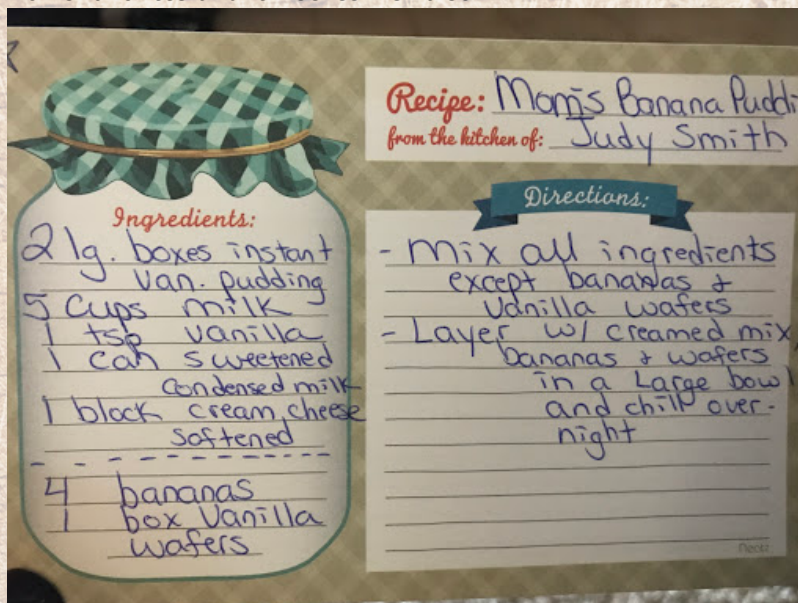 Recipe: Mom's Banana Puddi
from the kitchen of: Judy Smith
Ingredients:
2 lg. boxes instant
van. pudding
5 cups milk
1 tsp vanilla
1 can sweetened
condensed milk
1 block cream cheese
softened
4 bananas
1 box vanilla
wafers
Directions:
- Mix all ingredients
except bananas &
vanilla wafers
- Layer w/ creamed mix,
bananas & wafers
in a large bowl
and chill over-
night